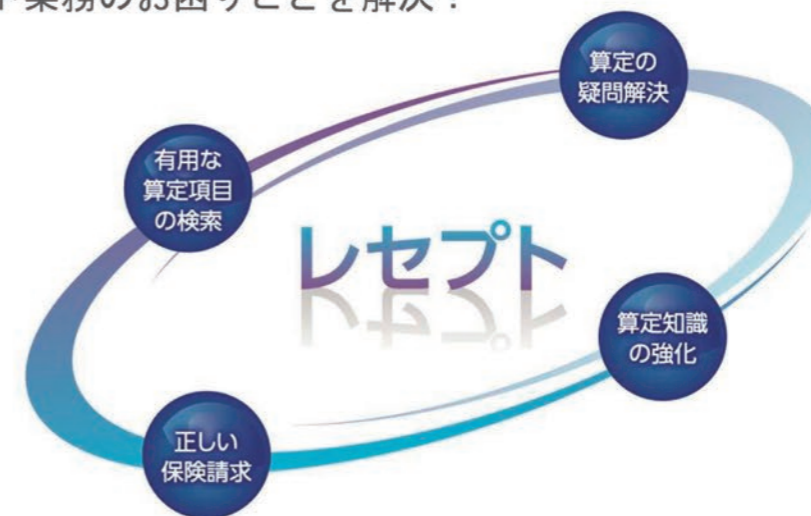 業務のお困りごとを解決！
算定の
疑問解決
有用な
算定項目
の検索
レセプト
算定知識
の強化
正しい
保険請求